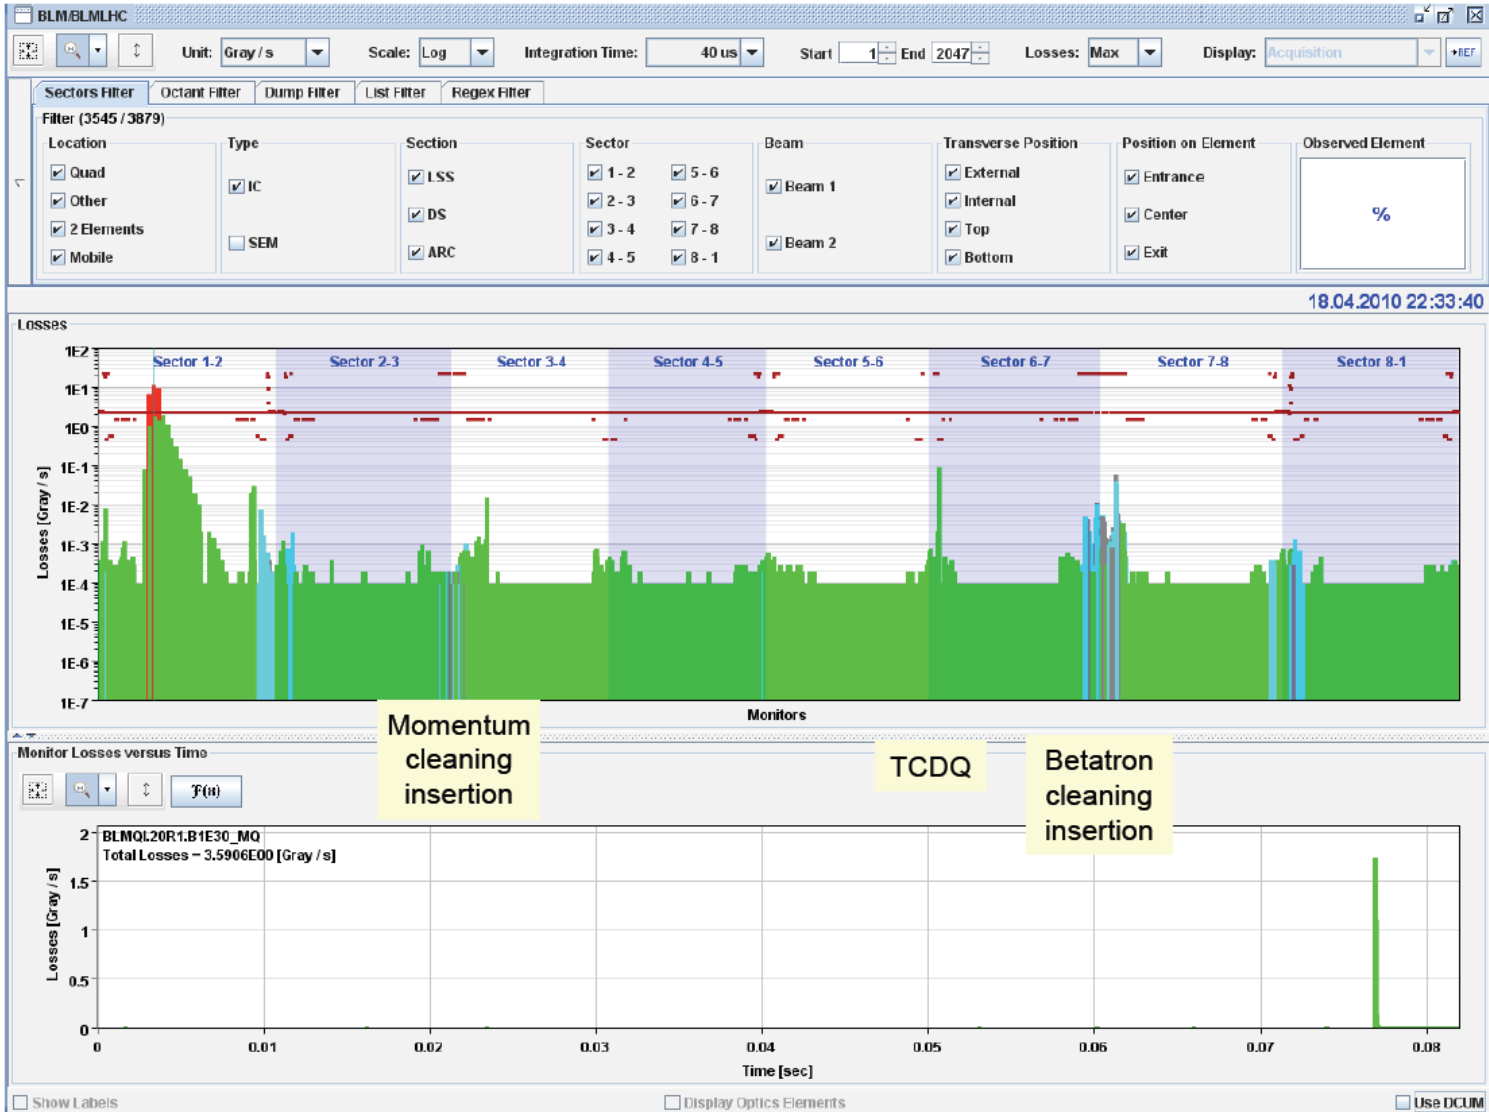 BLM/BLMLHC
Unit: Gray / s Scale: Log Integration Time: 40 us Start 1 End 2047 Losses: Max Display: Acquisition →REF
Sectors Filter Octant Filter Dump Filter List Filter Regex Filter
Filter (3545 / 3879)
Location Type Section Sector Beam Transverse Position Position on Element Observed Element
Quad IC LSS 1 - 2 5 - 6 Beam 1 External Entrance %
Other 2 - 3 6 - 7 Internal
2 Elements SEM DS 3 - 4 7 - 8 Beam 2 Top Center
Mobile ARC 4 - 5 8 - 1 Bottom Exit
18.04.2010 22:33:40
Losses
Sector 1-2 Sector 2-3 Sector 3-4 Sector 4-5 Sector 5-6 Sector 6-7 Sector 7-8 Sector 8-1
1E2
1E1
1E0
1E-1
1E-2
1E-3
1E-4
1E-5
1E-6
1E-7
Losses [Gray / s]
Monitors
Momentum
cleaning
insertion
TCDQ
Betatron
cleaning
insertion
Monitor Losses versus Time
F(x)
BLMQI.20R1.B1E30_MQ
Total Losses = 3.5906E00 [Gray / s]
2
1.5
1
0.5
0
Losses [Gray / s]
0 0.01 0.02 0.03 0.04 0.05 0.06 0.07 0.08
Time [sec]
Show Labels Display Optics Elements Use DCUM